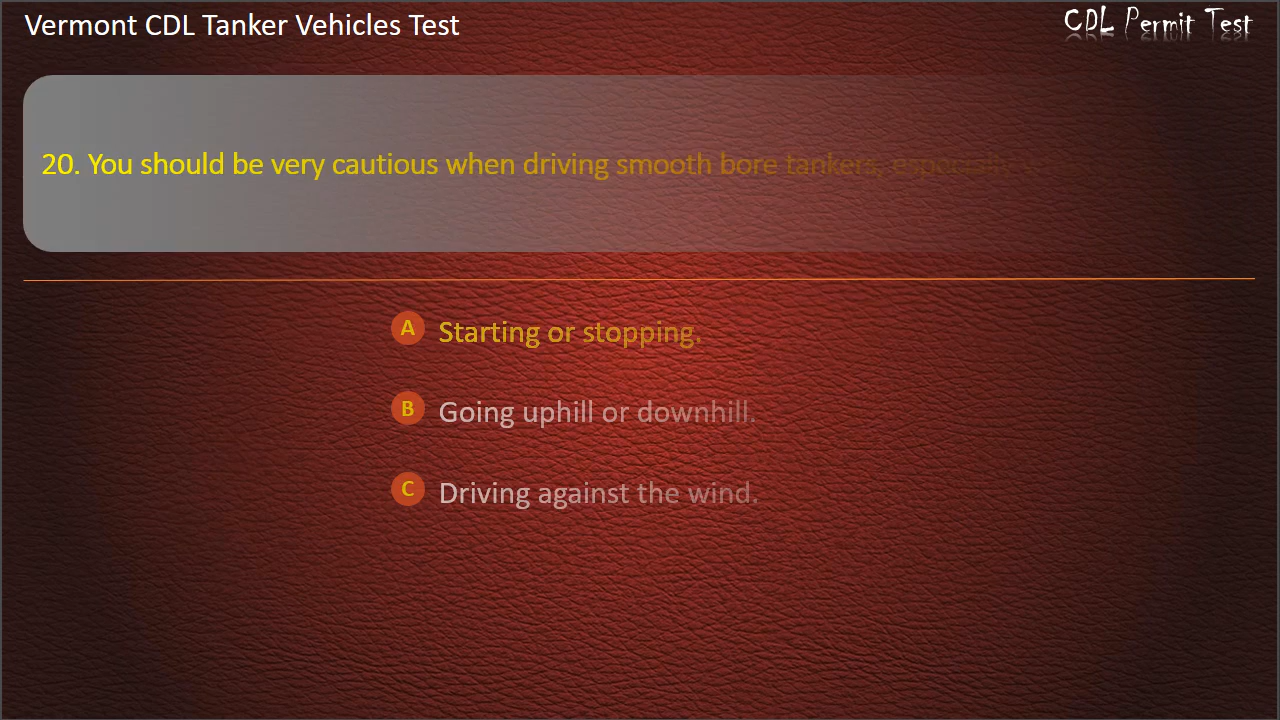 Vermont CDL Tanker Vehicles Test
CDL Permit Test
20. You should be very cautious when driving smooth bore tankers, especially
A Starting or stopping.
B Going uphill or downhill.
C Driving against the wind.